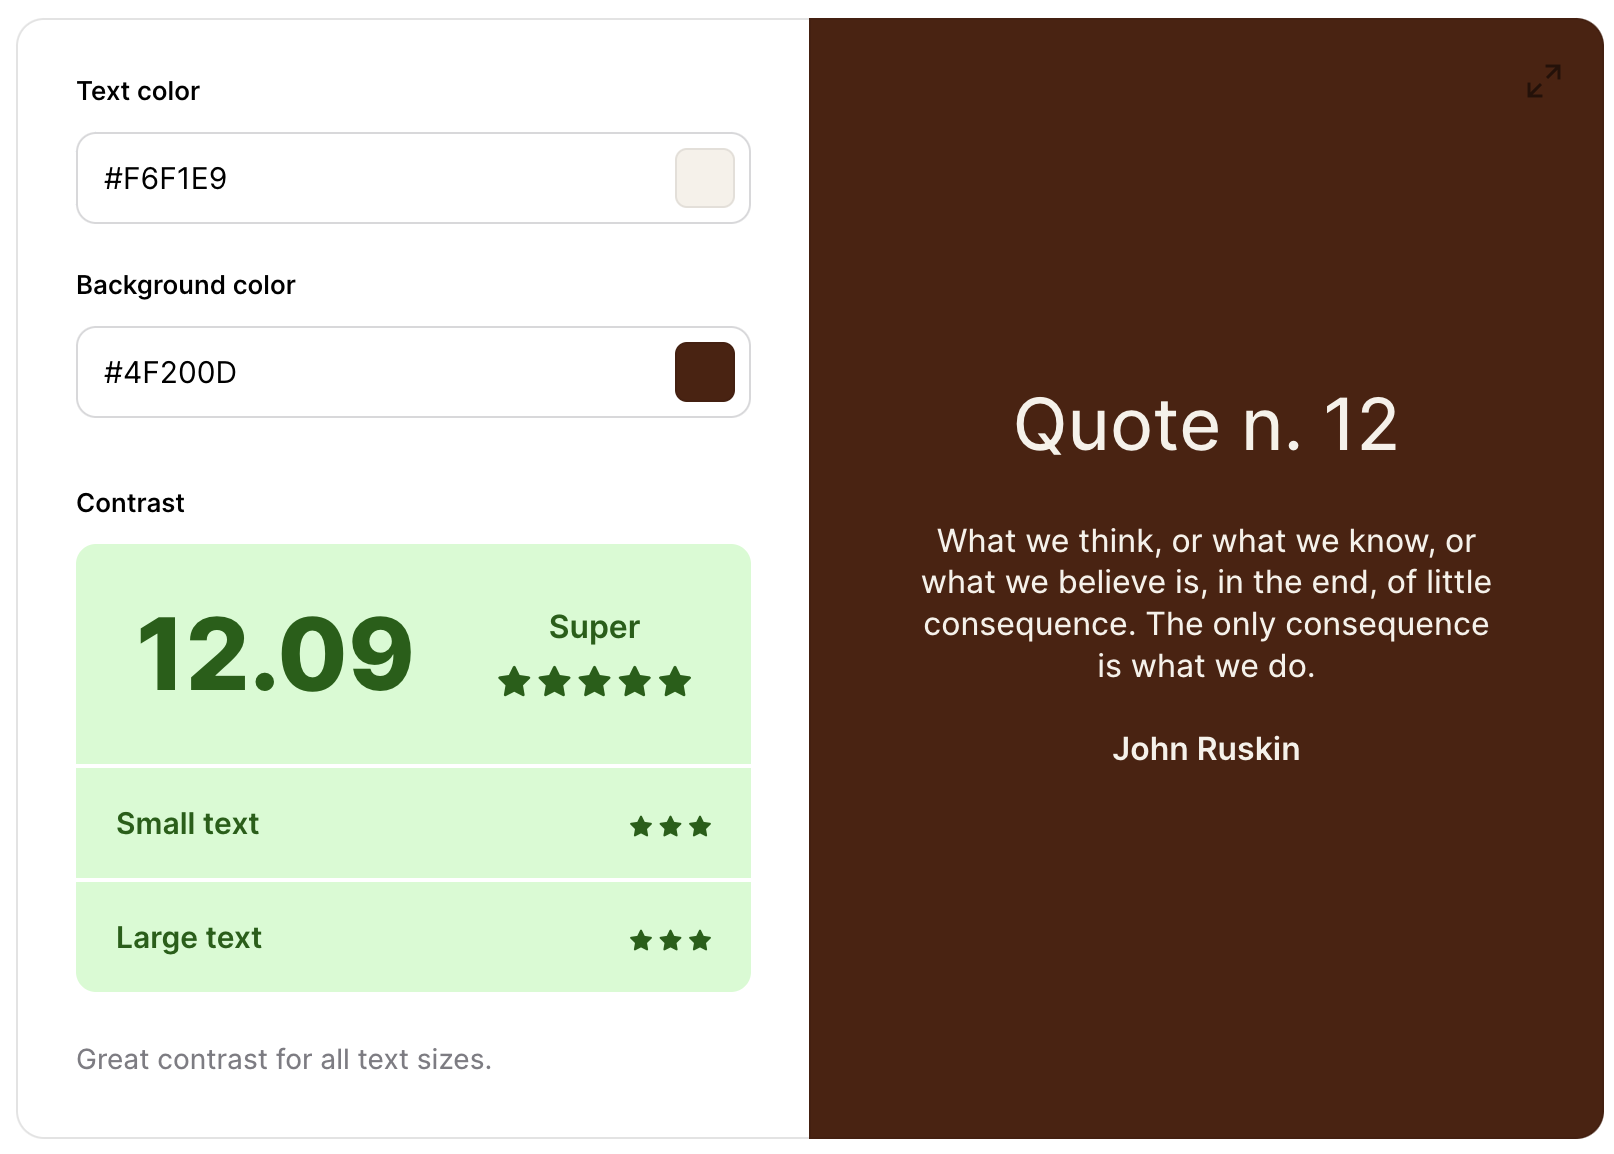 Text color
#F6F1E9
Background color
#4F200D
Contrast
12.09
Super
Small text
Large text
Great contrast for all text sizes.
Quote n. 12
What we think, or what we know, or
what we believe is, in the end, of little
consequence. The only consequence
is what we do.
John Ruskin